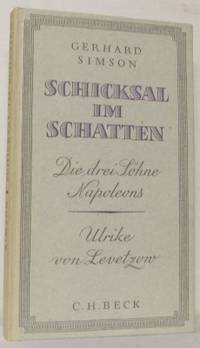 GERHARD
SIMSON
SCHICKSAL
IM
SCHATTEN
Die drei Söhne
Napoleons
Ulrike
von Levetzow
C. H. BECK